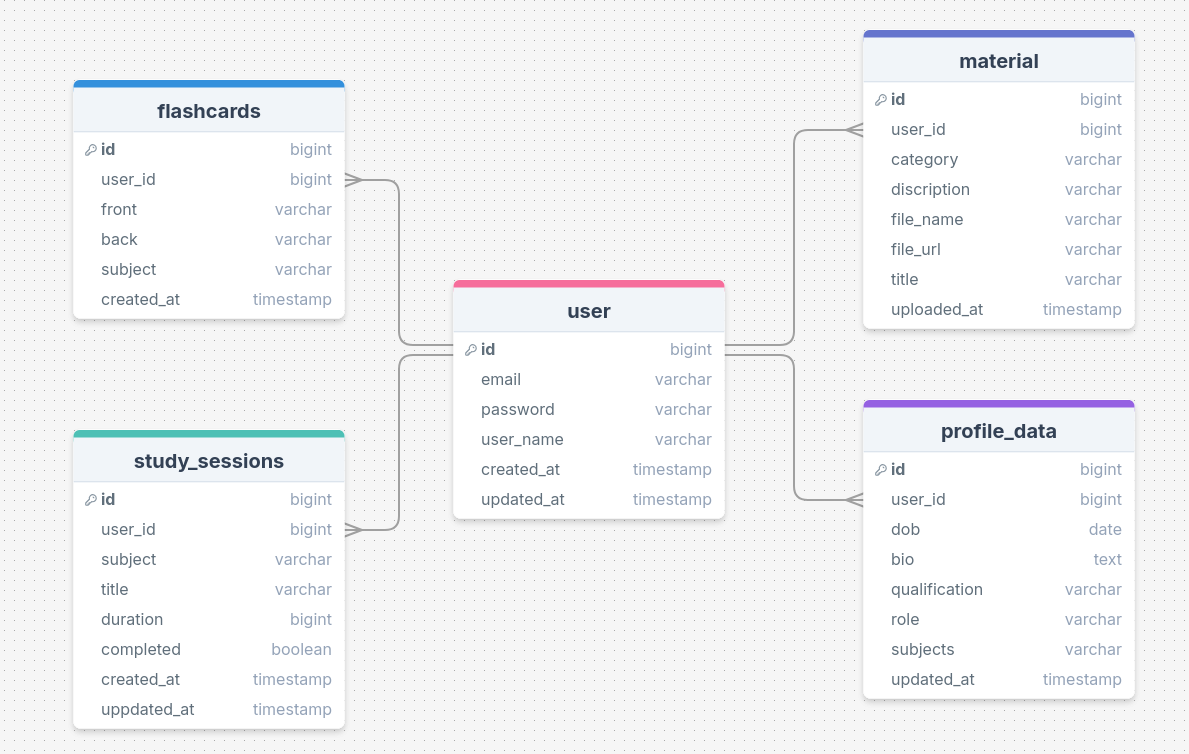 flashcards
id bigint
user_id bigint
front varchar
back varchar
subject varchar
created_at timestamp
study_sessions
id bigint
user_id bigint
subject varchar
title varchar
duration bigint
completed boolean
created_at timestamp
uppdated_at timestamp
user
id bigint
email varchar
password varchar
user_name varchar
created_at timestamp
updated_at timestamp
material
id bigint
user_id bigint
category varchar
discription varchar
file_name varchar
file_url varchar
title varchar
uploaded_at timestamp
profile_data
id bigint
user_id bigint
dob date
bio text
qualification varchar
role varchar
subjects varchar
updated_at timestamp